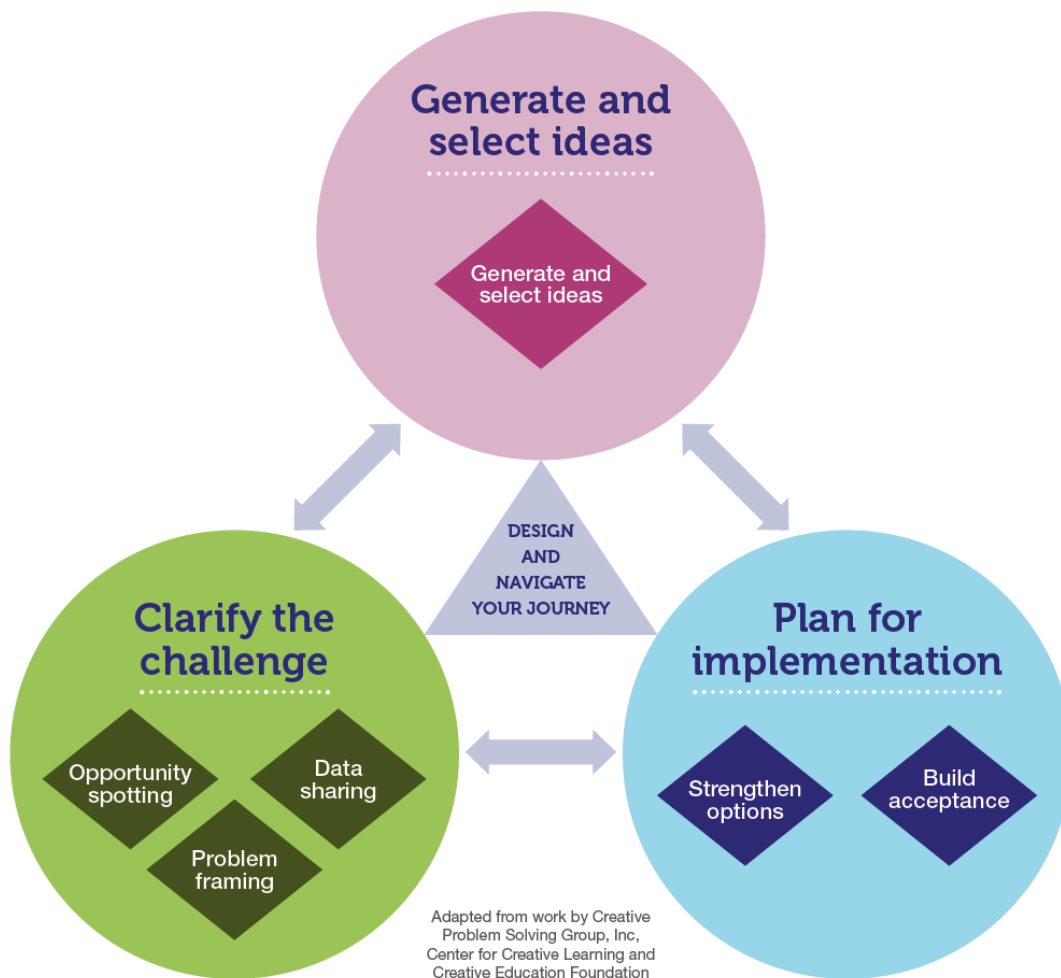 Generate and
select ideas
Generate and
select ideas
DESIGN
AND
NAVIGATE
YOUR JOURNEY
Clarify the
challenge
Opportunity
spotting
Data
sharing
Problem
framing
Plan for
implementation
Strengthen
options
Build
acceptance
Adapted from work by Creative
Problem Solving Group, Inc,
Center for Creative Learning and
Creative Education Foundation